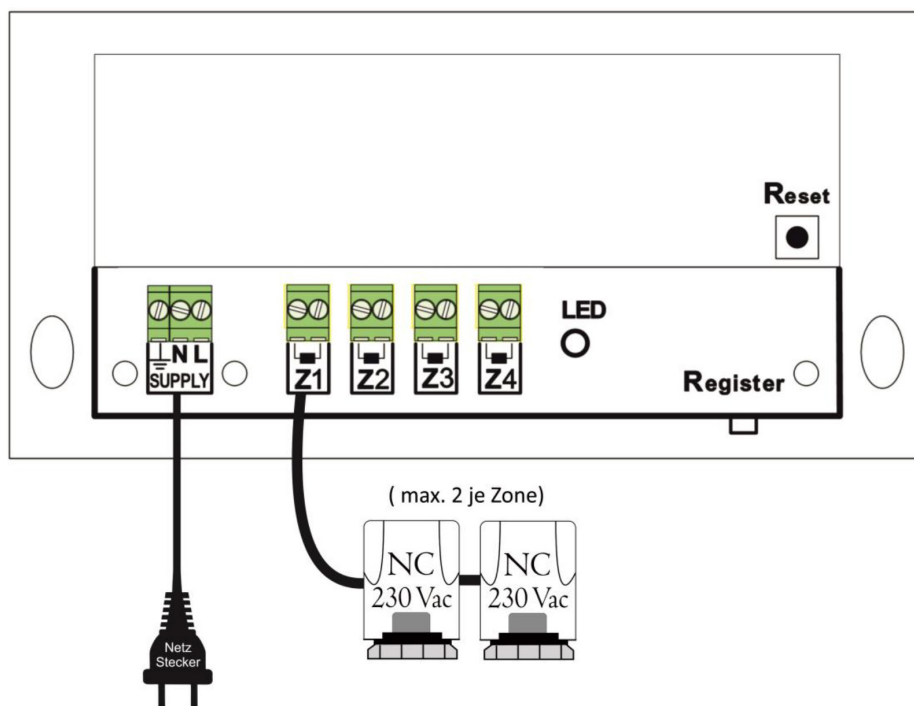 Reset
N L
SUPPLY
Z1
Z2
Z3
Z4
LED
Register
( max. 2 je Zone)
NC
230 Vac
NC
230 Vac
Netz
Stecker